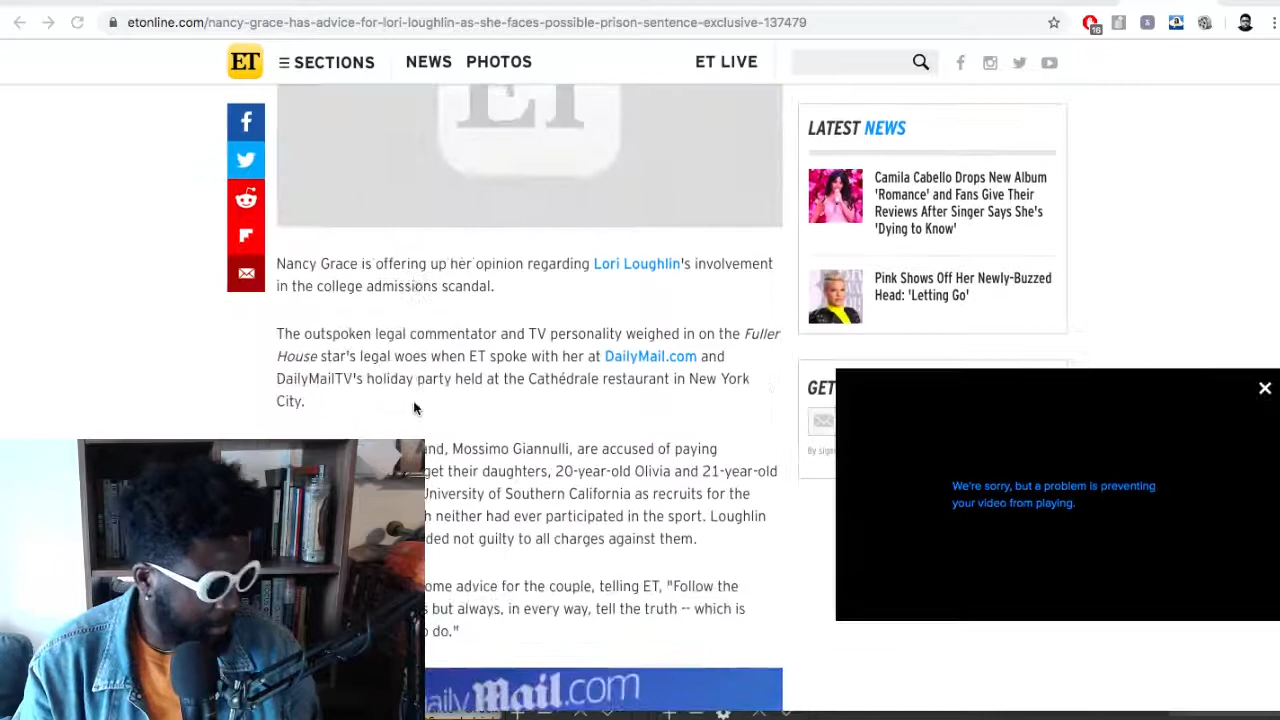 etonline.com/nancy-grace-has-advice-for-lori-loughlin-as-she-faces-possible-prison-sentence-exclusive-137479
16
ET
SECTIONS
NEWS
PHOTOS
ET LIVE
ET
Nancy Grace is offering up her opinion regarding Lori Loughlin's involvement
in the college admissions scandal.
The outspoken legal commentator and TV personality weighed in on the Fuller
House star's legal woes when ET spoke with her at DailyMail.com and
DailyMailTV's holiday party held at the Cathédrale restaurant in New York
City.
and, Mossimo Giannulli, are accused of paying
get their daughters, 20-year-old Olivia and 21-year-old
University of Southern California as recruits for the
h neither had ever participated in the sport. Loughlin
ded not guilty to all charges against them.
ome advice for the couple, telling ET, "Follow the
s but always, in every way, tell the truth -- which is
o do."
ailyMail.com
LATEST NEWS
Camila Cabello Drops New Album
'Romance' and Fans Give Their
Reviews After Singer Says She's
'Dying to Know'
Pink Shows Off Her Newly-Buzzed
Head: 'Letting Go'
GET
By sign
We're sorry, but a problem is preventing
your video from playing.